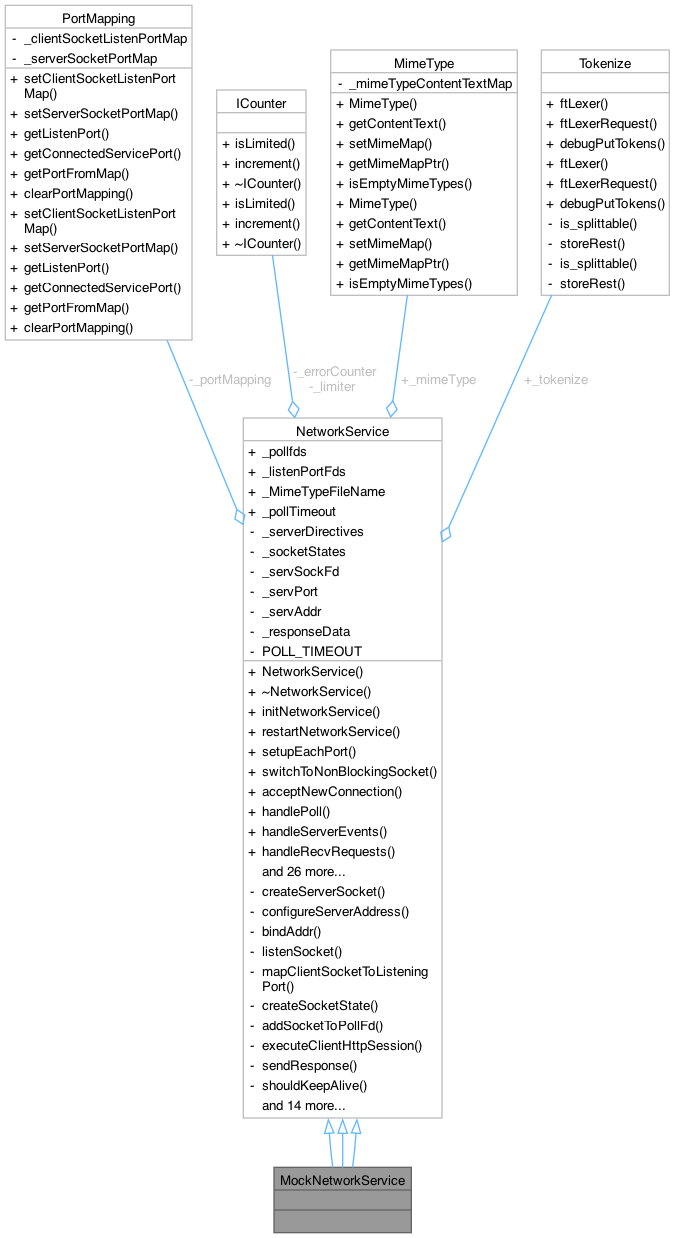 PortMapping
- _clientSocketListenPortMap
- _serverSocketPortMap
+ setClientSocketListenPort
Map()
+ setServerSocketPortMap()
+ getListenPort()
+ getConnectedServicePort()
+ getPortFromMap()
+ clearPortMapping()
+ setClientSocketListenPort
Map()
+ setServerSocketPortMap()
+ getListenPort()
+ getConnectedServicePort()
+ getPortFromMap()
+ clearPortMapping()
ICounter
+ isLimited()
+ increment()
+ ~ICounter()
+ isLimited()
+ increment()
+ ~ICounter()
MimeType
- _mimeTypeContentTextMap
+ MimeType()
+ getContentText()
+ setMimeMap()
+ getMimeMapPtr()
+ isEmptyMimeTypes()
+ MimeType()
+ getContentText()
+ setMimeMap()
+ getMimeMapPtr()
+ isEmptyMimeTypes()
Tokenize
+ ftLexer()
+ ftLexerRequest()
+ debugPutTokens()
+ ftLexer()
+ ftLexerRequest()
+ debugPutTokens()
- is_splittable()
- storeRest()
- is_splittable()
- storeRest()
-_portMapping
-_errorCounter
-_limiter
+_mimeType
+_tokenize
NetworkService
+ _pollfds
+ _listenPortFds
+ _MimeTypeFileName
+ _pollTimeout
- _serverDirectives
- _socketStates
- _servSockFd
- _servPort
- _servAddr
- _responseData
- POLL_TIMEOUT
+ NetworkService()
+ ~NetworkService()
+ initNetworkService()
+ restartNetworkService()
+ setupEachPort()
+ switchToNonBlockingSocket()
+ acceptNewConnection()
+ handlePoll()
+ handleServerEvents()
+ handleRecvRequests()
and 26 more...
- createServerSocket()
- configureServerAddress()
- bindAddr()
- listenSocket()
- mapClientSocketToListening
Port()
- createSocketState()
- addSocketToPollFd()
- executeClientHttpSession()
- sendResponse()
- shouldKeepAlive()
and 14 more...
MockNetworkService